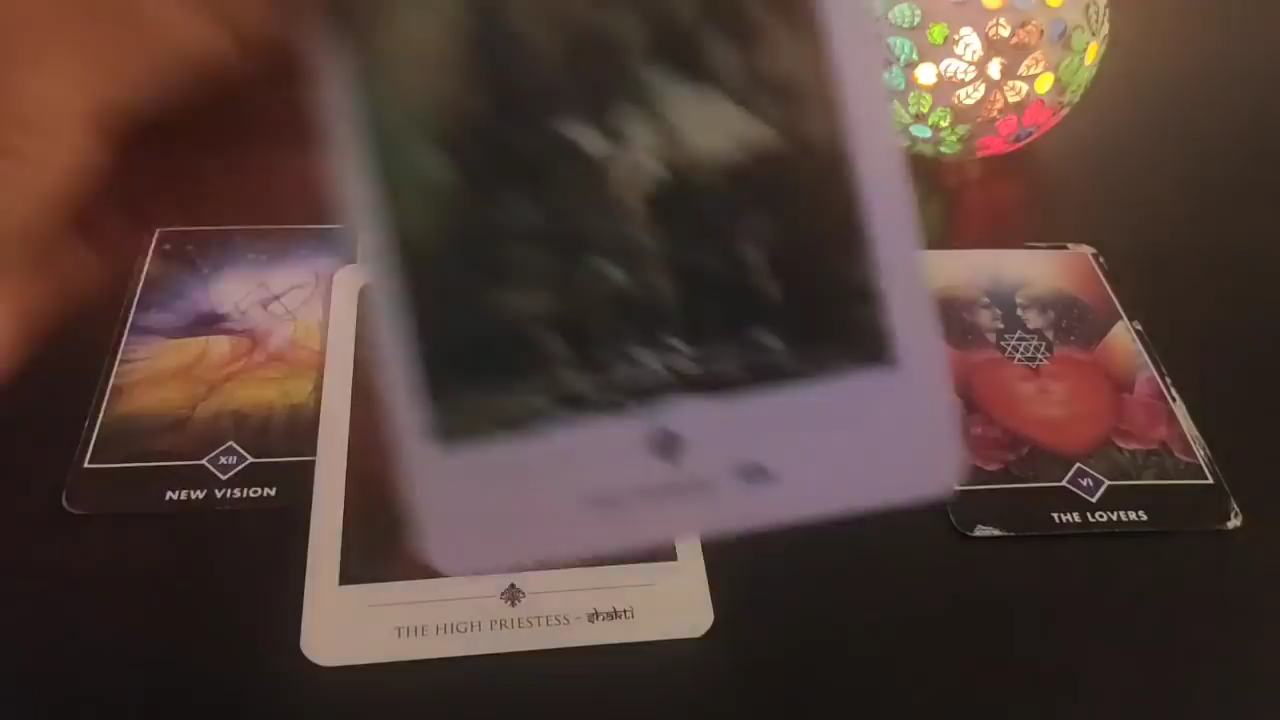 XII
NEW VISION
VI
THE LOVERS
THE HIGH PRIESTESS - shakti